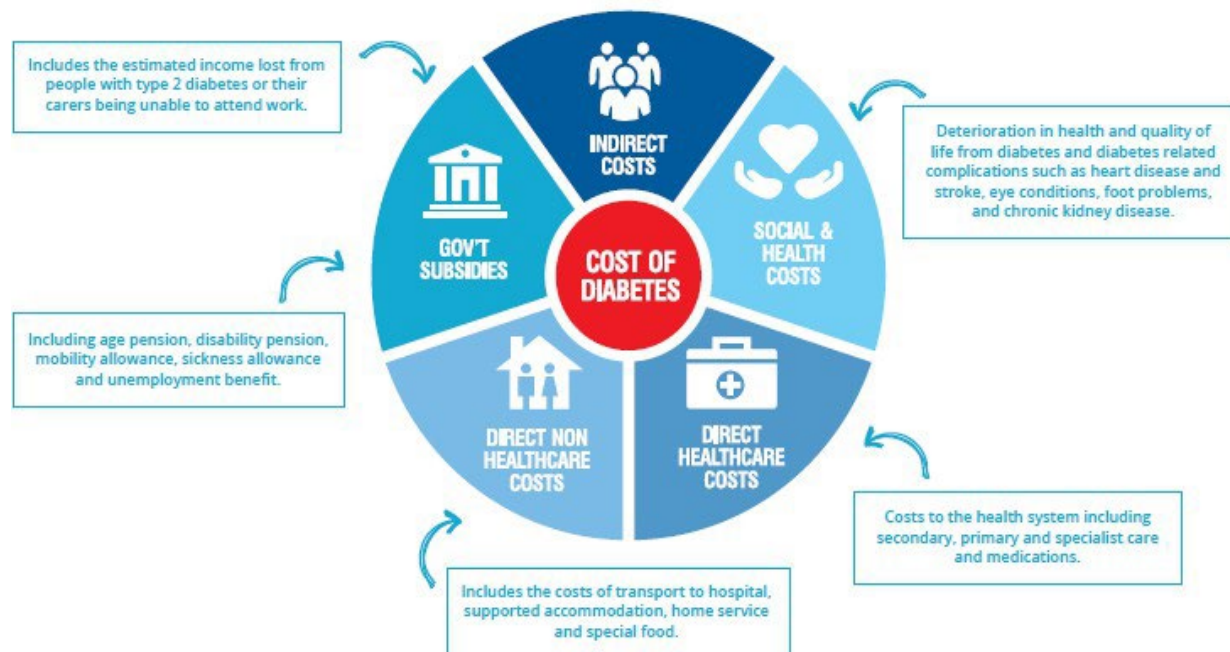 Includes the estimated income lost from
people with type 2 diabetes or their
carers being unable to attend work.
INDIRECT
COSTS
Deterioration in health and quality of
life from diabetes and diabetes related
complications such as heart disease and
stroke, eye conditions, foot problems,
and chronic kidney disease.
GOV'T
SUBSIDIES
SOCIAL &
HEALTH
COSTS
COST OF
DIABETES
Including age pension, disability pension,
mobility allowance, sickness allowance
and unemployment benefit.
DIRECT NON
HEALTHCARE
COSTS
DIRECT
HEALTHCARE
COSTS
Costs to the health system including
secondary, primary and specialist care
and medications.
Includes the costs of transport to hospital,
supported accommodation, home service
and special food.